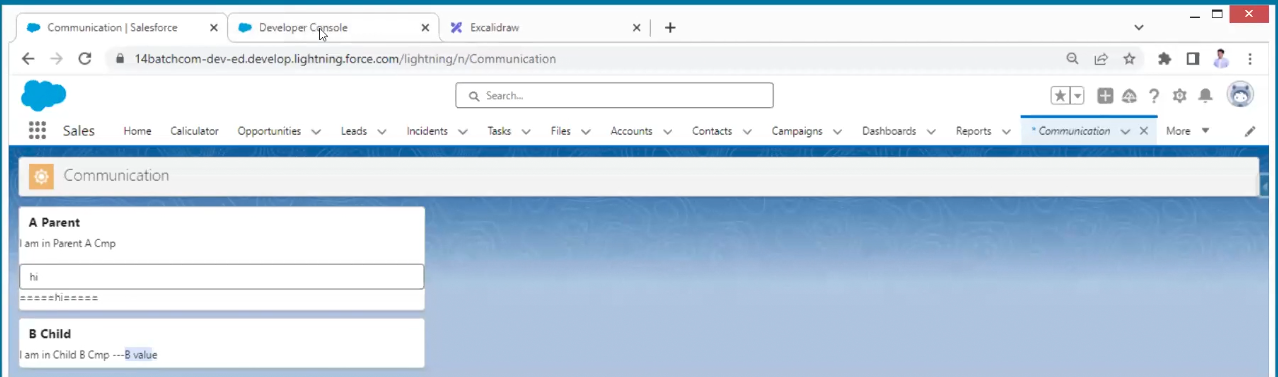 Communication | Salesforce
Developer Console
Excalidraw
14batchcom-dev-ed.develop.lightning.force.com/lightning/n/Communication
Search...
Sales Home Calculator Opportunities Leads Incidents Tasks Files Accounts Contacts Campaigns Dashboards Reports * Communication More
Communication
A Parent
I am in Parent A Cmp
hi
=====hi=====
B Child
I am in Child B Cmp ---B value